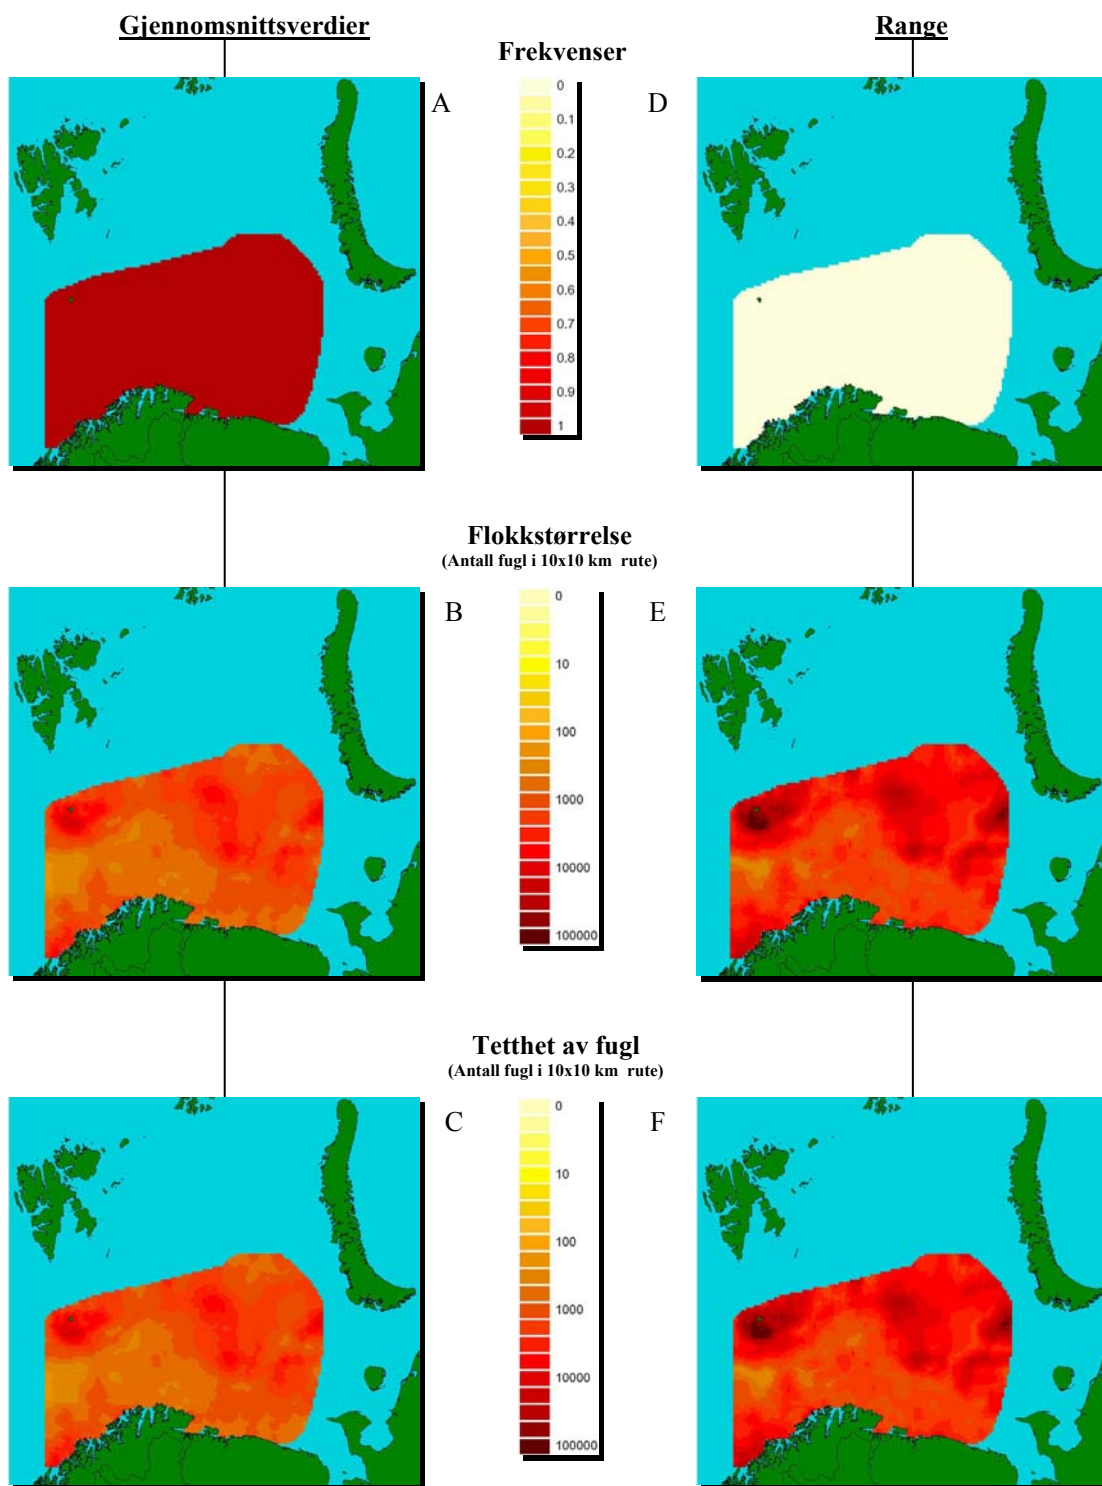 Gjennomsnittsverdier
Range
Frekvenser
A
D
0
0.1
0.2
0.3
0.4
0.5
0.6
0.7
0.8
0.9
1
Flokkstørrelse
(Antall fugl i 10x10 km rute)
B
E
0
10
100
1000
10000
100000
Tetthet av fugl
(Antall fugl i 10x10 km rute)
C
F
0
10
100
1000
10000
100000